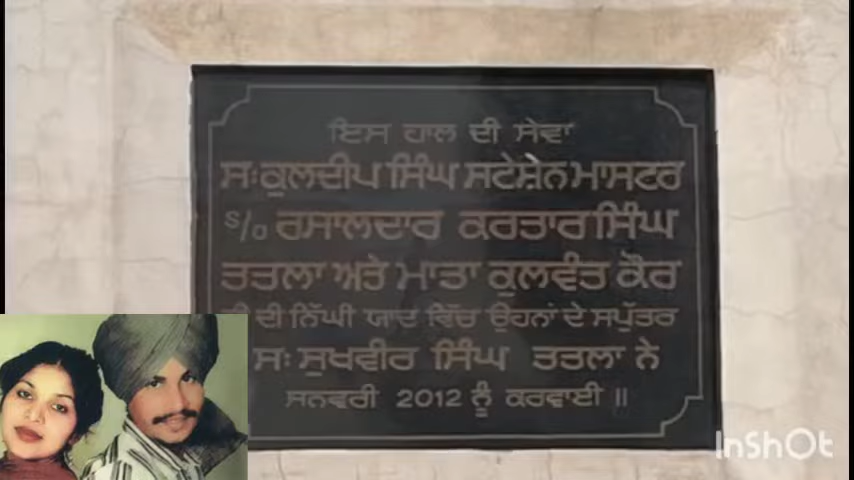 ਇਸ ਹਾਲ ਦੀ ਸੇਵਾ
ਸ: ਕੁਲਦੀਪ ਸਿੰਘ ਸਟੇਸ਼ੇਨ ਮਾਸਟਰ
S/o ਰਸਾਲਦਾਰ ਕਰਤਾਰ ਸਿੰਘ
ਤਤਲਾ ਅਤੇ ਮਾਤਾ ਕੁਲਵੰਤ ਕੌਰ
ਦੀ ਨਿੱਘੀ ਯਾਦ ਵਿੱਚ ਉਹਨਾਂ ਦੇ ਸਪੁੱਤਰ
ਸ: ਸੁਖਵੀਰ ਸਿੰਘ ਤਤਲਾ ਨੇ
ਜਨਵਰੀ 2012 ਨੂੰ ਕਰਵਾਈ ॥
InShOt